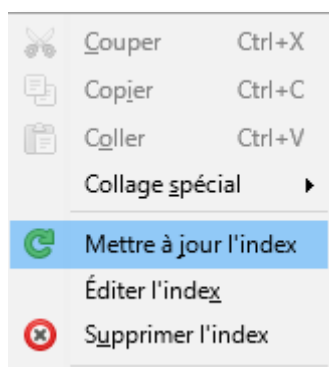 Couper Ctrl+X
Copier Ctrl+C
Coller Ctrl+V
Collage spécial
Mettre à jour l'index
Éditer l'index
Supprimer l'index